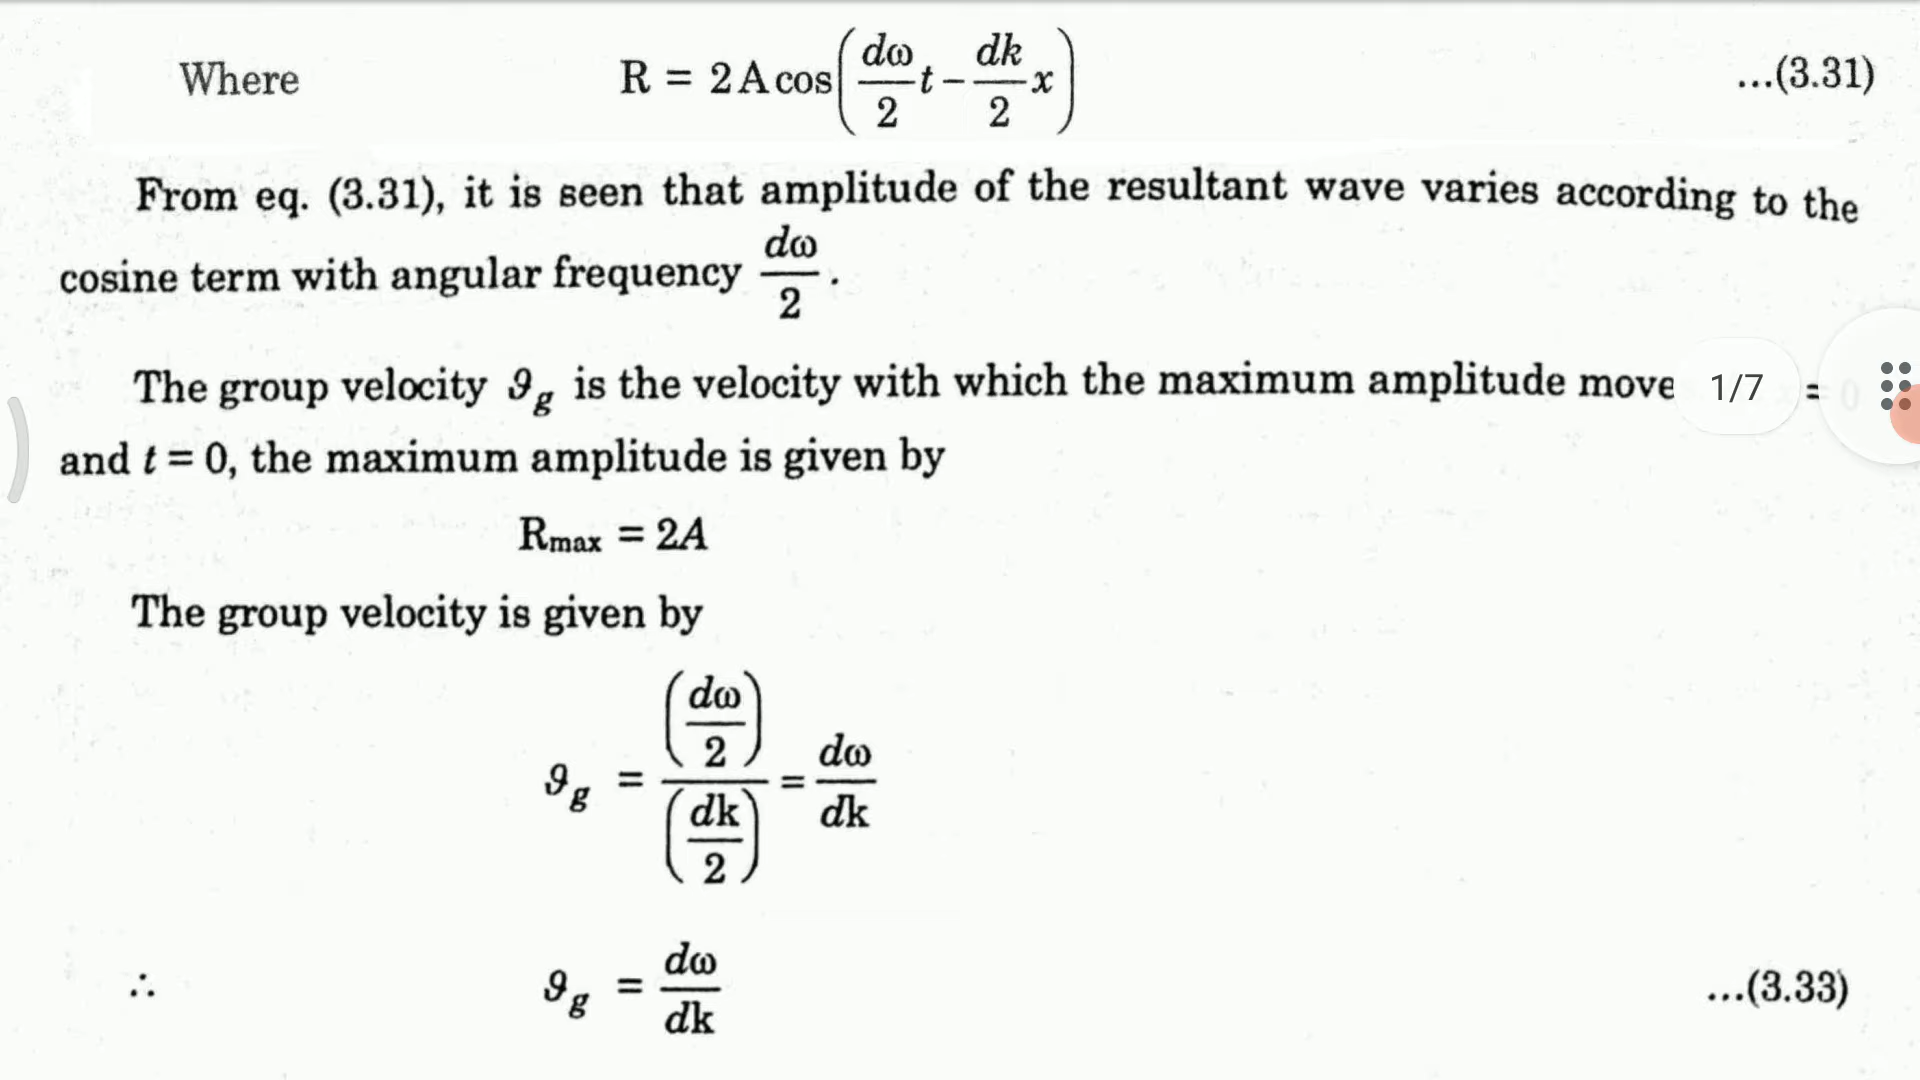 Where R = 2 A cos(dω/2 t − dk/2 x) ...(3.31)
From eq. (3.31), it is seen that amplitude of the resultant wave varies according to the
cosine term with angular frequency dω/2 .
The group velocity ϑg is the velocity with which the maximum amplitude move 1/7 = 0
and t = 0, the maximum amplitude is given by
Rmax = 2A
The group velocity is given by
ϑg = (dω/2)/(dk/2) = dω/dk
∴ ϑg = dω/dk ...(3.33)